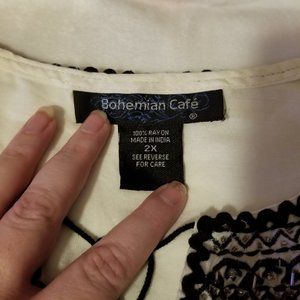 Bohemian Café
®
100% RAYON
MADE IN INDIA
2X
SEE REVERSE
FOR CARE